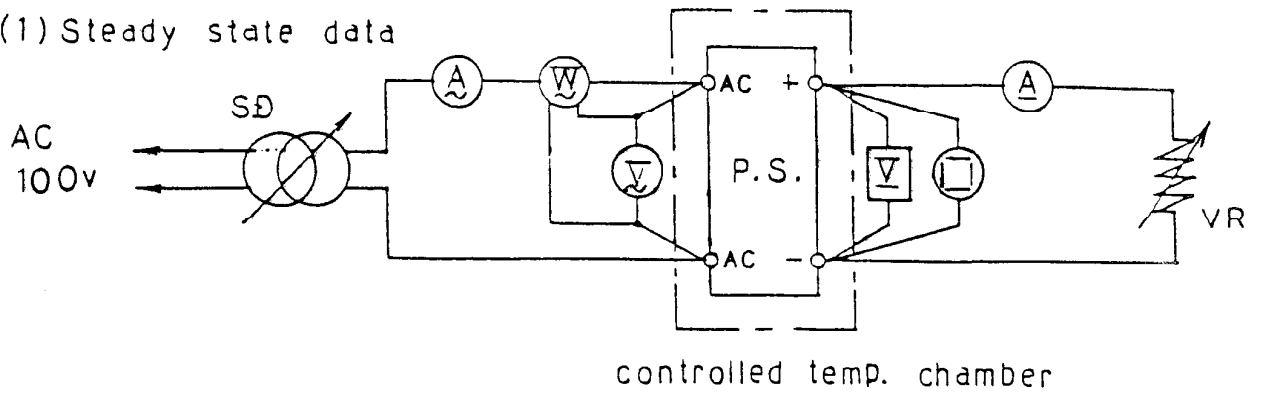 (1) Steady state data
SD
AC
100V
A
W
V
AC +
P.S.
AC -
V
A
VR
controlled temp. chamber